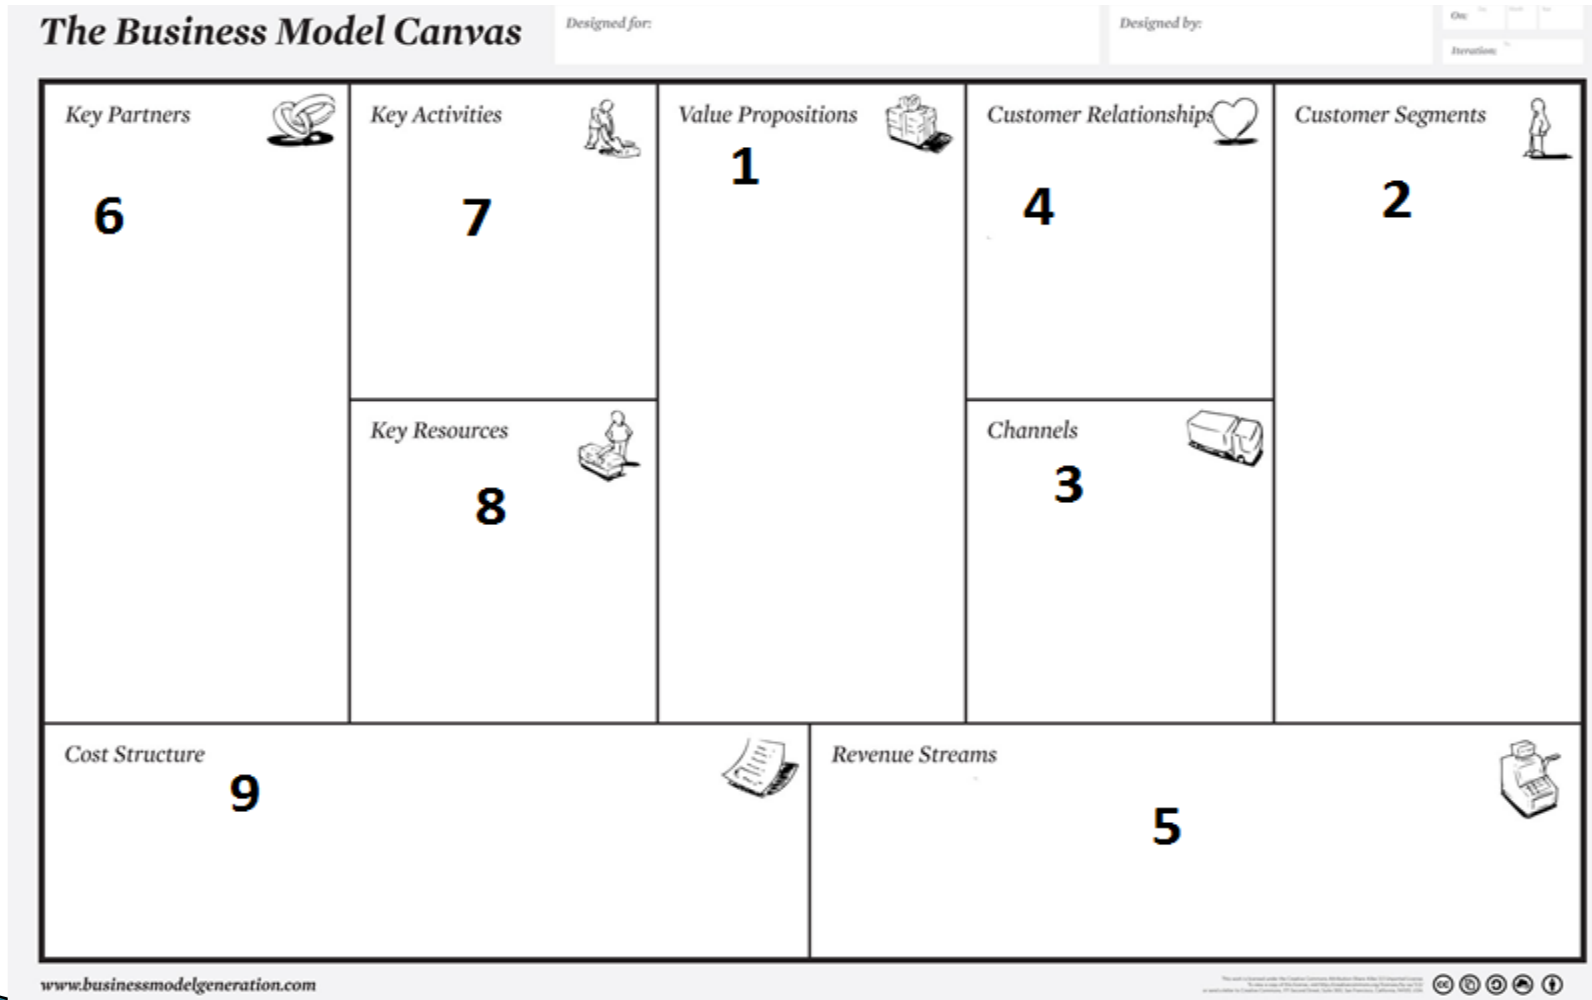 The Business Model Canvas
Designed for:
Designed by:
On:
Iteration:
Key Partners
6
Key Activities
7
Value Propositions
1
Customer Relationships
4
Customer Segments
2
Key Resources
8
Channels
3
Cost Structure
9
Revenue Streams
5
www.businessmodelgeneration.com